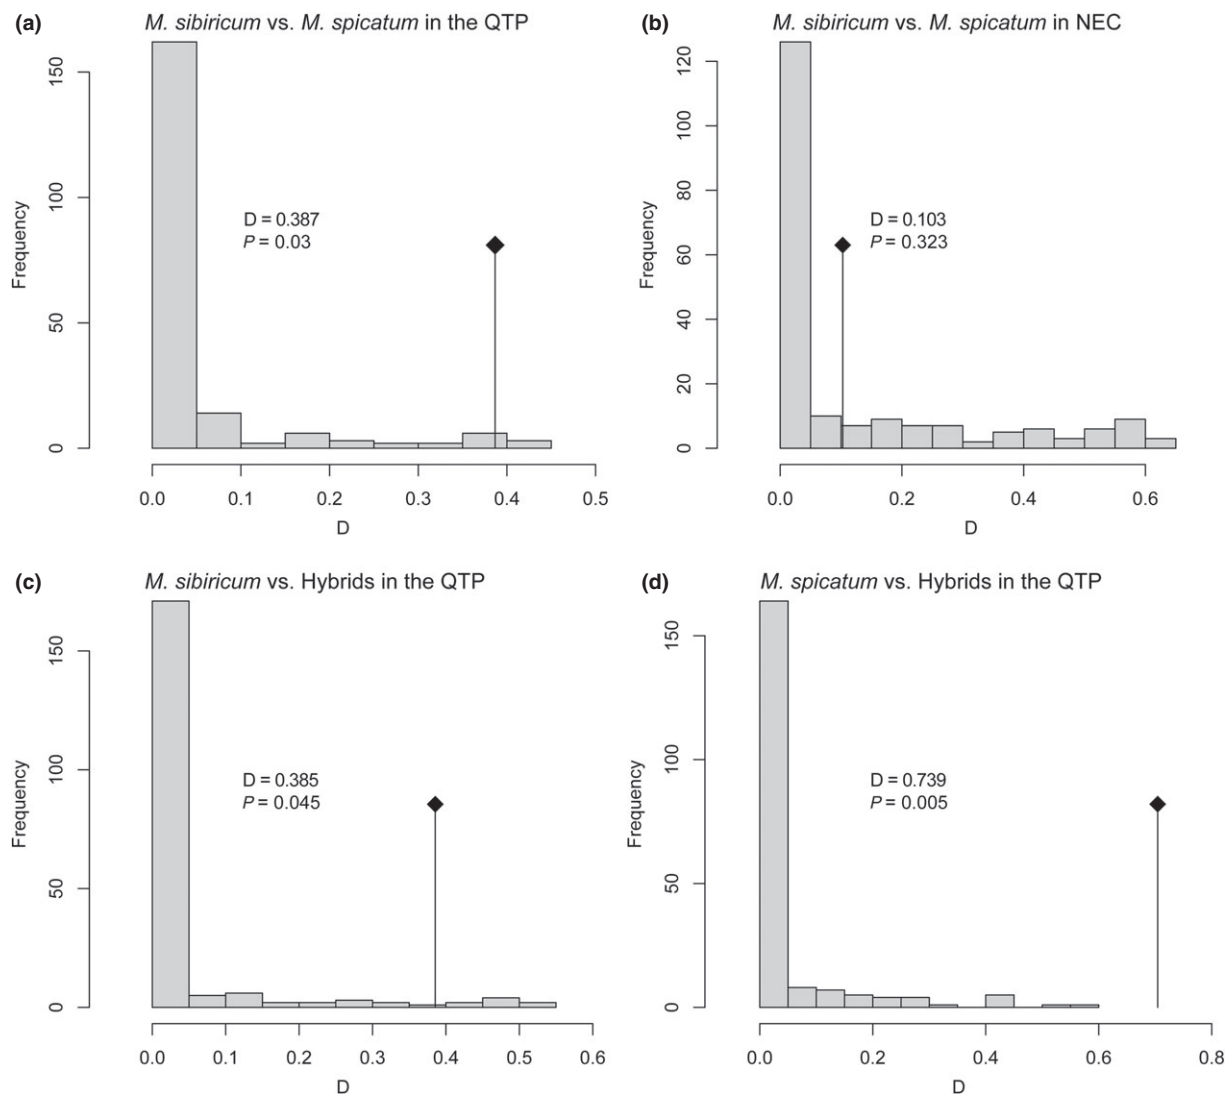 (a) M. sibiricum vs. M. spicatum in the QTP
Frequency
0 50 100 150
D = 0.387
P = 0.03
0.0 0.1 0.2 0.3 0.4 0.5
D
(b) M. sibiricum vs. M. spicatum in NEC
Frequency
0 20 40 60 80 100 120
D = 0.103
P = 0.323
0.0 0.2 0.4 0.6
D
(c) M. sibiricum vs. Hybrids in the QTP
Frequency
0 50 100 150
D = 0.385
P = 0.045
0.0 0.1 0.2 0.3 0.4 0.5 0.6
D
(d) M. spicatum vs. Hybrids in the QTP
Frequency
0 50 100 150
D = 0.739
P = 0.005
0.0 0.2 0.4 0.6 0.8
D